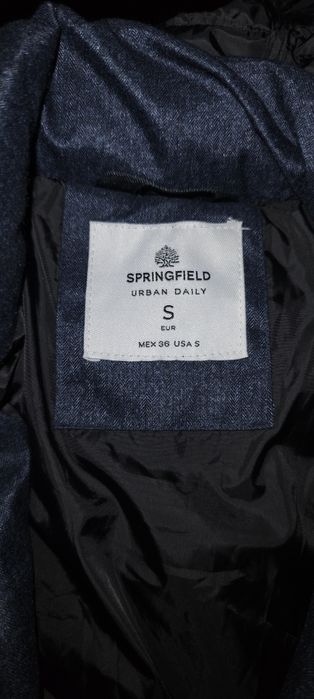 SPRINGFIELD
URBAN DAILY
S
EUR
MEX 36 USA S